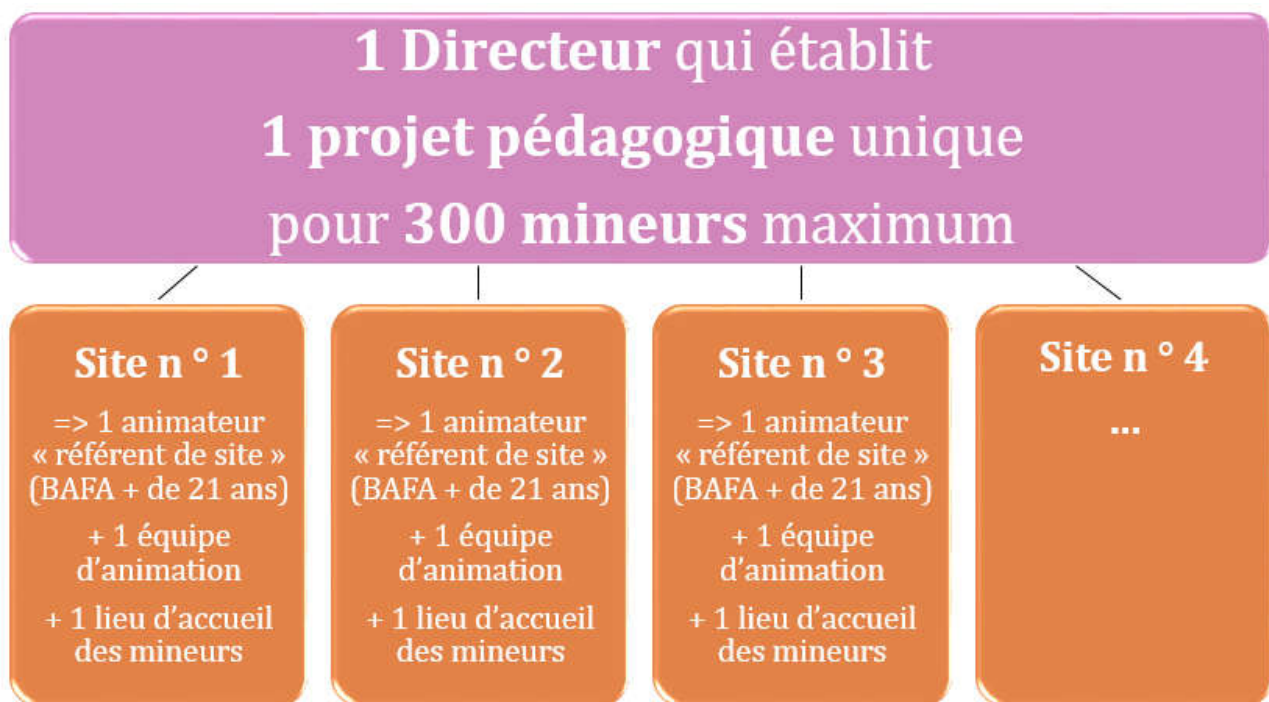 1 Directeur qui établit
1 projet pédagogique unique
pour 300 mineurs maximum
Site n ° 1
=> 1 animateur
« référent de site »
(BAFA + de 21 ans)
+ 1 équipe
d’animation
+ 1 lieu d’accueil
des mineurs
Site n ° 2
=> 1 animateur
« référent de site »
(BAFA + de 21 ans)
+ 1 équipe
d’animation
+ 1 lieu d’accueil
des mineurs
Site n ° 3
=> 1 animateur
« référent de site »
(BAFA + de 21 ans)
+ 1 équipe
d’animation
+ 1 lieu d’accueil
des mineurs
Site n ° 4
...